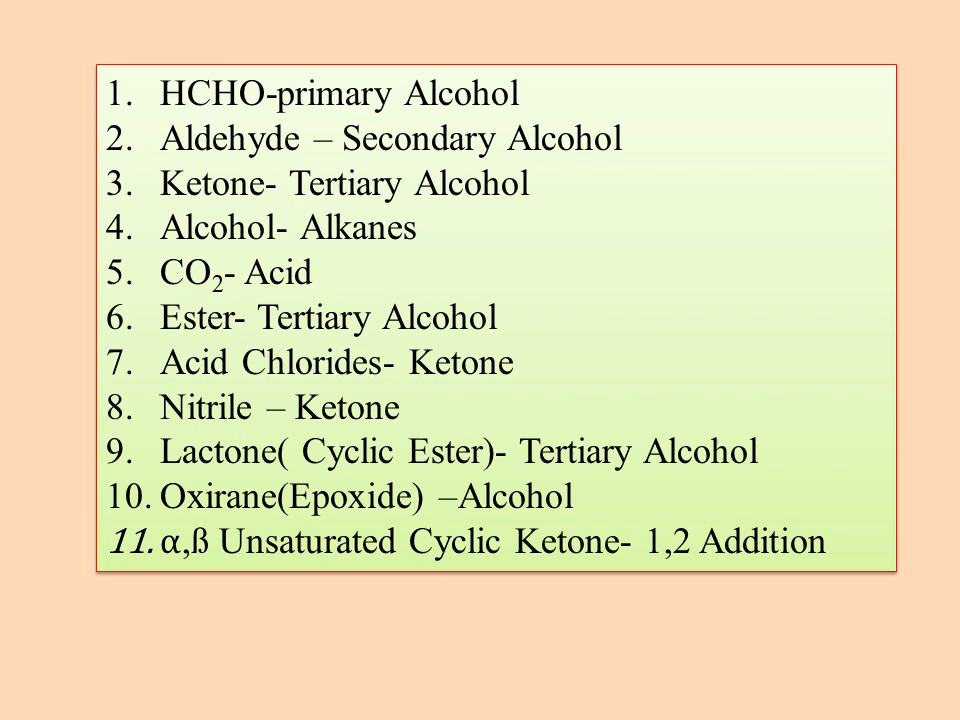 1. HCHO-primary Alcohol
2. Aldehyde – Secondary Alcohol
3. Ketone- Tertiary Alcohol
4. Alcohol- Alkanes
5. CO₂- Acid
6. Ester- Tertiary Alcohol
7. Acid Chlorides- Ketone
8. Nitrile – Ketone
9. Lactone( Cyclic Ester)- Tertiary Alcohol
10. Oxirane(Epoxide) –Alcohol
11. α,ß Unsaturated Cyclic Ketone- 1,2 Addition